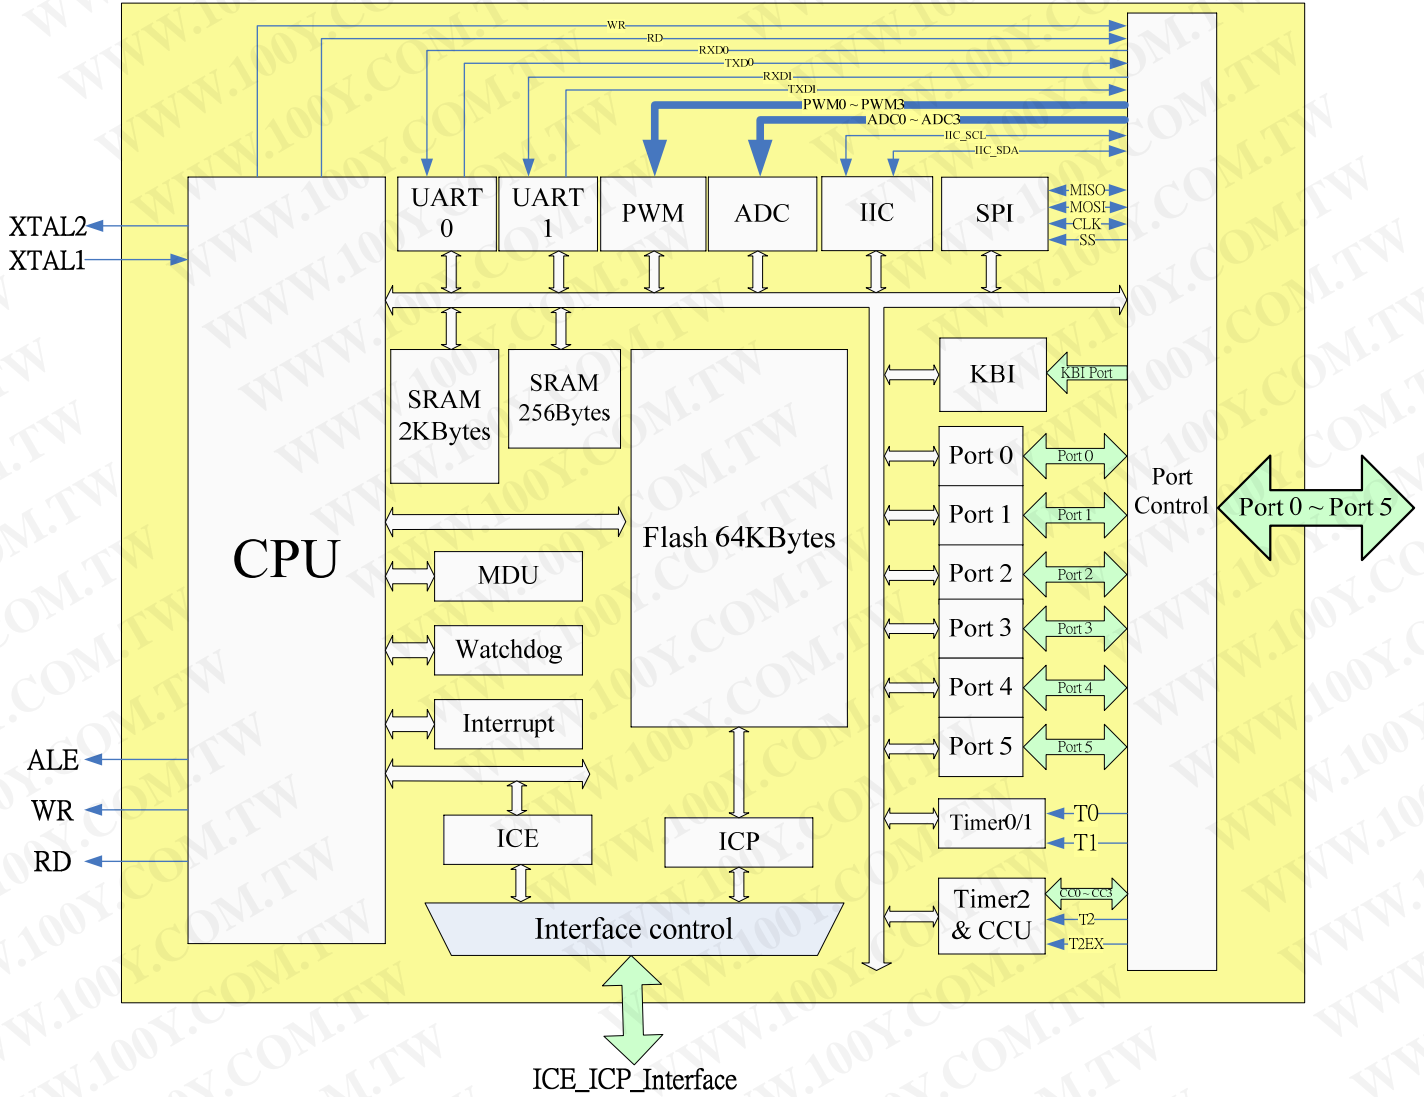 WR
RD
RXD0
TXD0
RXD1
TXD1
PWM0 ~ PWM3
ADC0 ~ ADC3
IIC_SCL
IIC_SDA
XTAL2
XTAL1
UART
0
UART
1
PWM
ADC
IIC
SPI
MISO
MOSI
CLK
SS
SRAM
2KBytes
SRAM
256Bytes
Flash 64KBytes
CPU
MDU
Watchdog
Interrupt
ICE
ICP
Interface control
KBI
KBI Port
Port 0
Port 0
Port 1
Port 1
Port 2
Port 2
Port 3
Port 3
Port 4
Port 4
Port 5
Port 5
Timer0/1
T0
T1
Timer2
& CCU
CC0 ~ CC3
T2
T2EX
Port
Control
Port 0 ~ Port 5
ALE
WR
RD
ICE_ICP_Interface
WWW.100Y.COM.TW